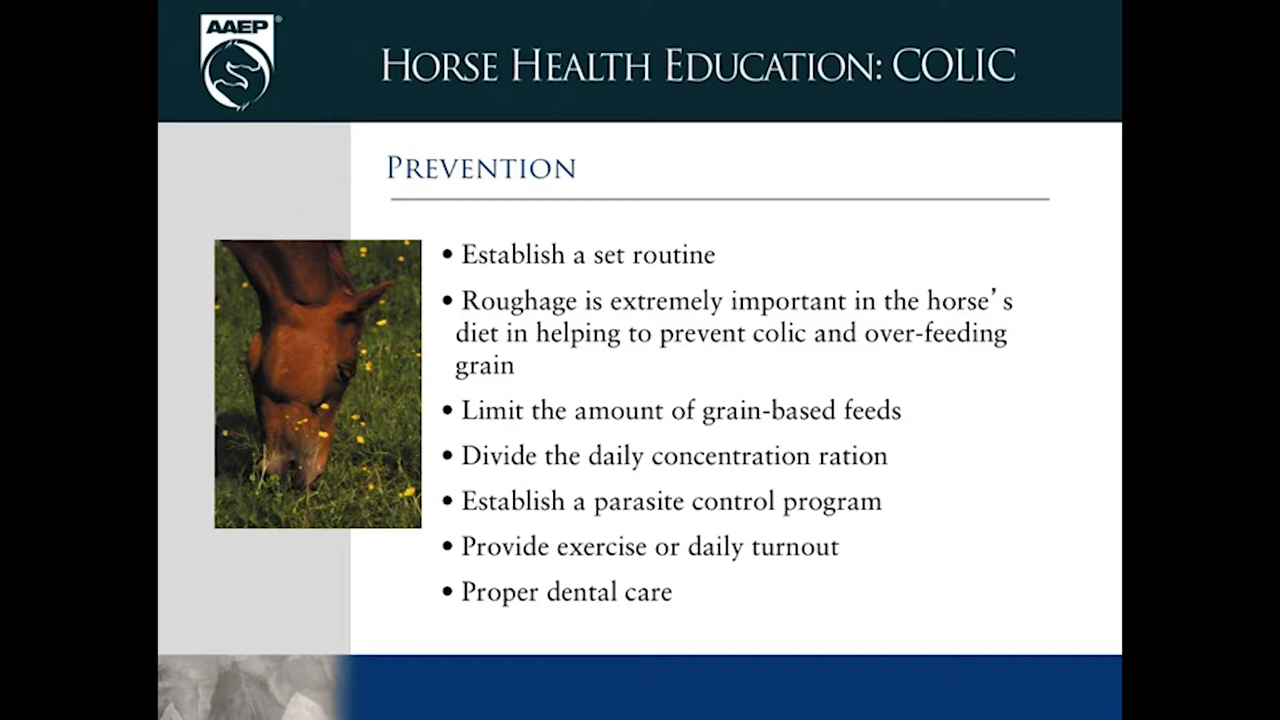 AAEP®
HORSE HEALTH EDUCATION: COLIC
PREVENTION
• Establish a set routine
• Roughage is extremely important in the horse’s
diet in helping to prevent colic and over-feeding
grain
• Limit the amount of grain-based feeds
• Divide the daily concentration ration
• Establish a parasite control program
• Provide exercise or daily turnout
• Proper dental care